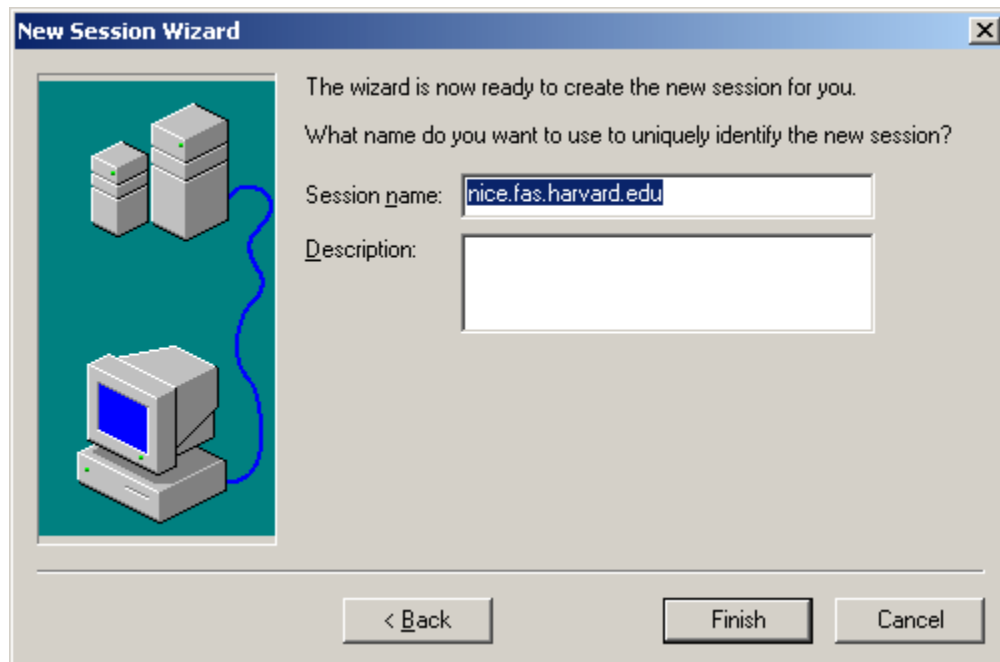 New Session Wizard
The wizard is now ready to create the new session for you.
What name do you want to use to uniquely identify the new session?
Session name: nice.fas.harvard.edu
Description:
< Back Finish Cancel